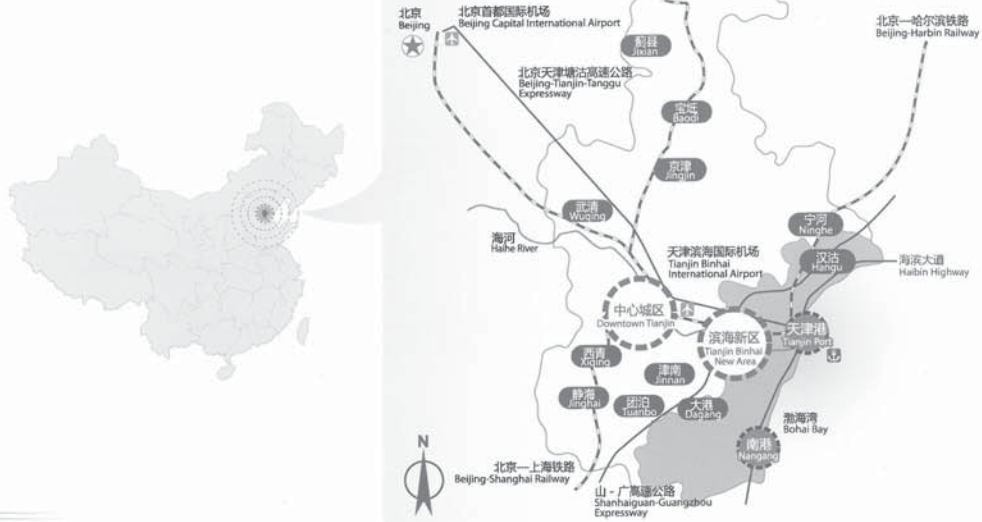 北京
Beijing
北京首都国际机场
Beijing Capital International Airport
蓟县
Jixian
北京—哈尔滨铁路
Beijing-Harbin Railway
北京天津塘沽高速公路
Beijing-Tianjin-Tanggu
Expressway
宝坻
Baodi
京津
Jingjin
武清
Wuqing
宁河
Ninghe
海河
Haihe River
天津滨海国际机场
Tianjin Binhai
International Airport
汉沽
Hangu
海滨大道
Haibin Highway
中心城区
Downtown Tianjin
滨海新区
Tianjin Binhai
New Area
天津港
Tianjin Port
西青
Xiqing
津南
Jinnan
静海
Jinghai
团泊
Tuanbo
大港
Dagang
渤海湾
Bohai Bay
南港
Nangang
N
北京—上海铁路
Beijing-Shanghai Railway
山-广高速公路
Shanhaiguan-Guangzhou
Expressway